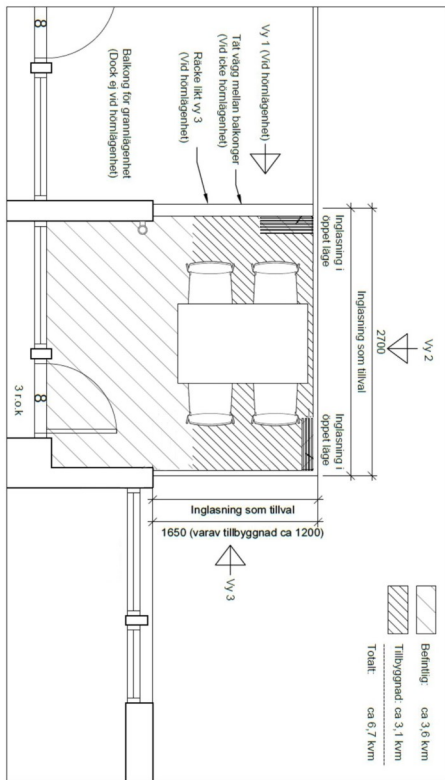 Vy 1 (Vid hörnlägenhet)
Tät vägg mellan balkonger
(Vid icke hörnlägenhet)
Räcke likt vy 3
(Vid hörnlägenhet)
Balkong för grannlägenhet
(Dock ej vid hörnlägenhet)
Inglasning i
öppet läge
Inglasning som tillval
2700
Vy 2
Inglasning i
öppet läge
3 r.o.k
Inglasning som tillval
1650 (varav tillbyggnad ca 1200)
Vy 3
Befintlig: ca 3,6 kvm
Tillbyggnad: ca 3,1 kvm
Totalt: ca 6,7 kvm